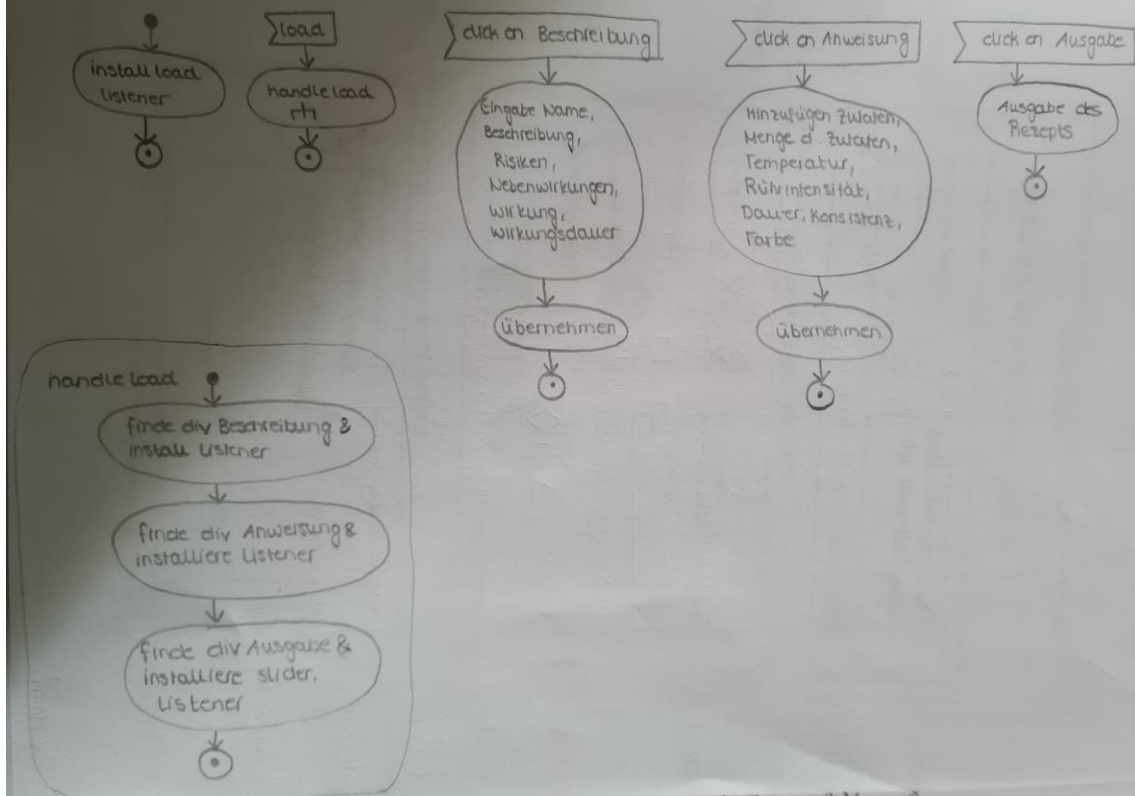 install load
Listener
load
handle load
click on Beschreibung
Eingabe Name,
Beschreibung,
Risiken,
Nebenwirkungen,
Wirkung,
Wirkungsdauer
übernehmen
click on Anweisung
Hinzufügen Zutaten,
Menge d. Zutaten,
Temperatur,
Rührintensität,
Dauer, Konsistenz,
Farbe
übernehmen
click on Ausgabe
Ausgabe des
Rezepts
handle load
finde div Beschreibung &
install Listener
finde div Anweisung &
installiere Listener
finde div Ausgabe &
installiere slider,
Listener